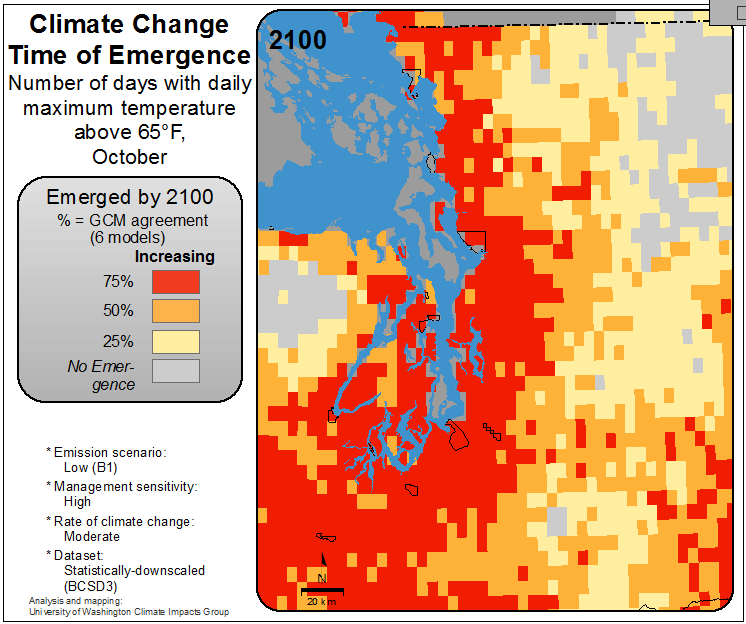 Climate Change
Time of Emergence
Number of days with daily
maximum temperature
above 65°F,
October
Emerged by 2100
% = GCM agreement
(6 models)
Increasing
75%
50%
25%
No Emer-
gence
* Emission scenario:
Low (B1)
* Management sensitivity:
High
* Rate of climate change:
Moderate
* Dataset:
Statistically-downscaled
(BCSD3)
Analysis and mapping:
University of Washington Climate Impacts Group
2100
N
20 km